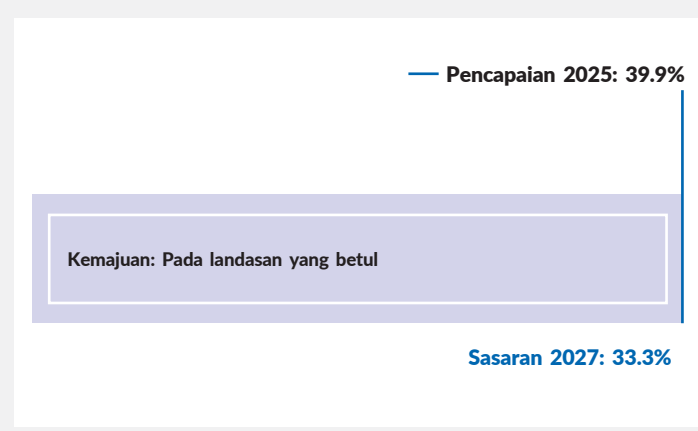 Pencapaian 2025: 39.9%
Kemajuan: Pada landasan yang betul
Sasaran 2027: 33.3%